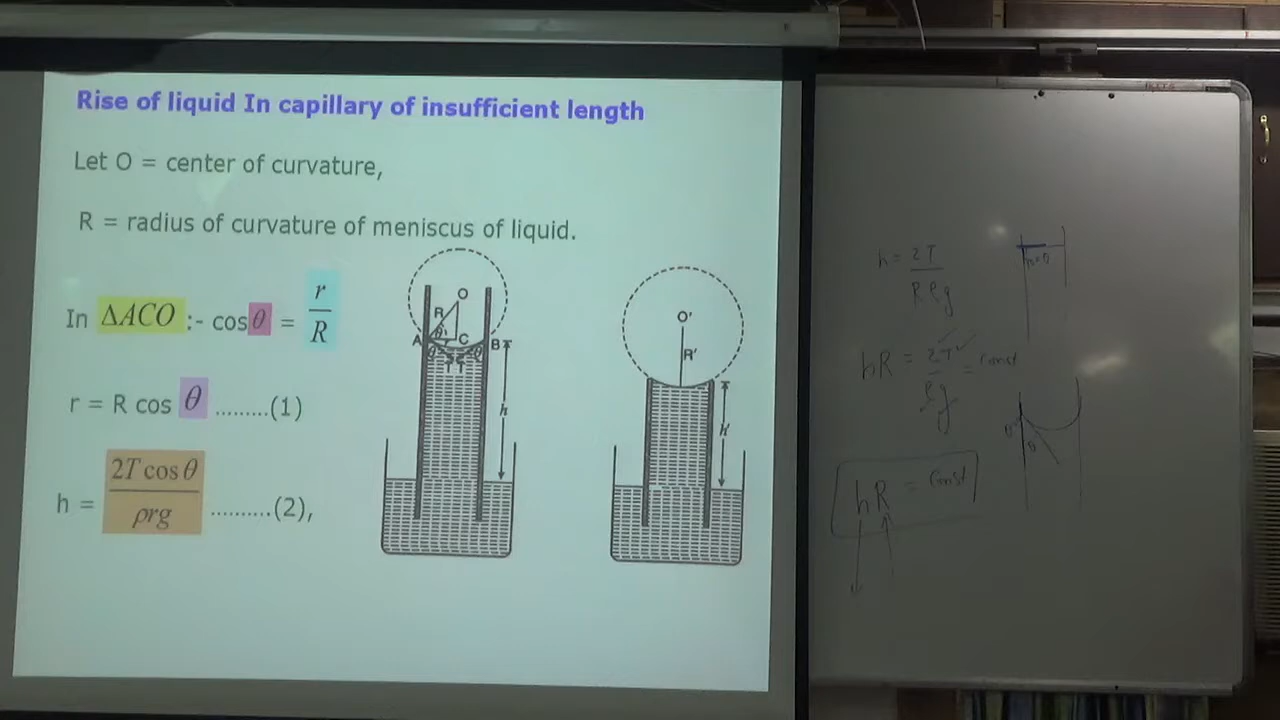 Rise of liquid In capillary of insufficient length
Let O = center of curvature,
R = radius of curvature of meniscus of liquid.
In ΔACO :- cosθ = r/R
r = R cos θ .........(1)
h = 2T cosθ / ρrg ..........(2),
O
R
θ
A C B
r
θ θ
T T
h
O'
R'
h'
h = 2T / Rρg
hR = 2T / ρg = Const
hR = Const
θ
θ